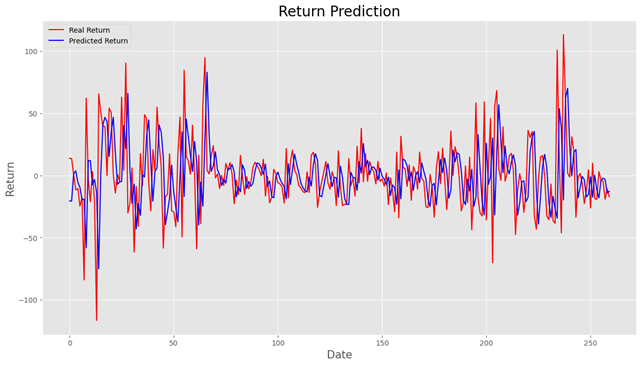 Return Prediction
Real Return
Predicted Return
100
50
0
−50
−100
Return
0 50 100 150 200 250
Date